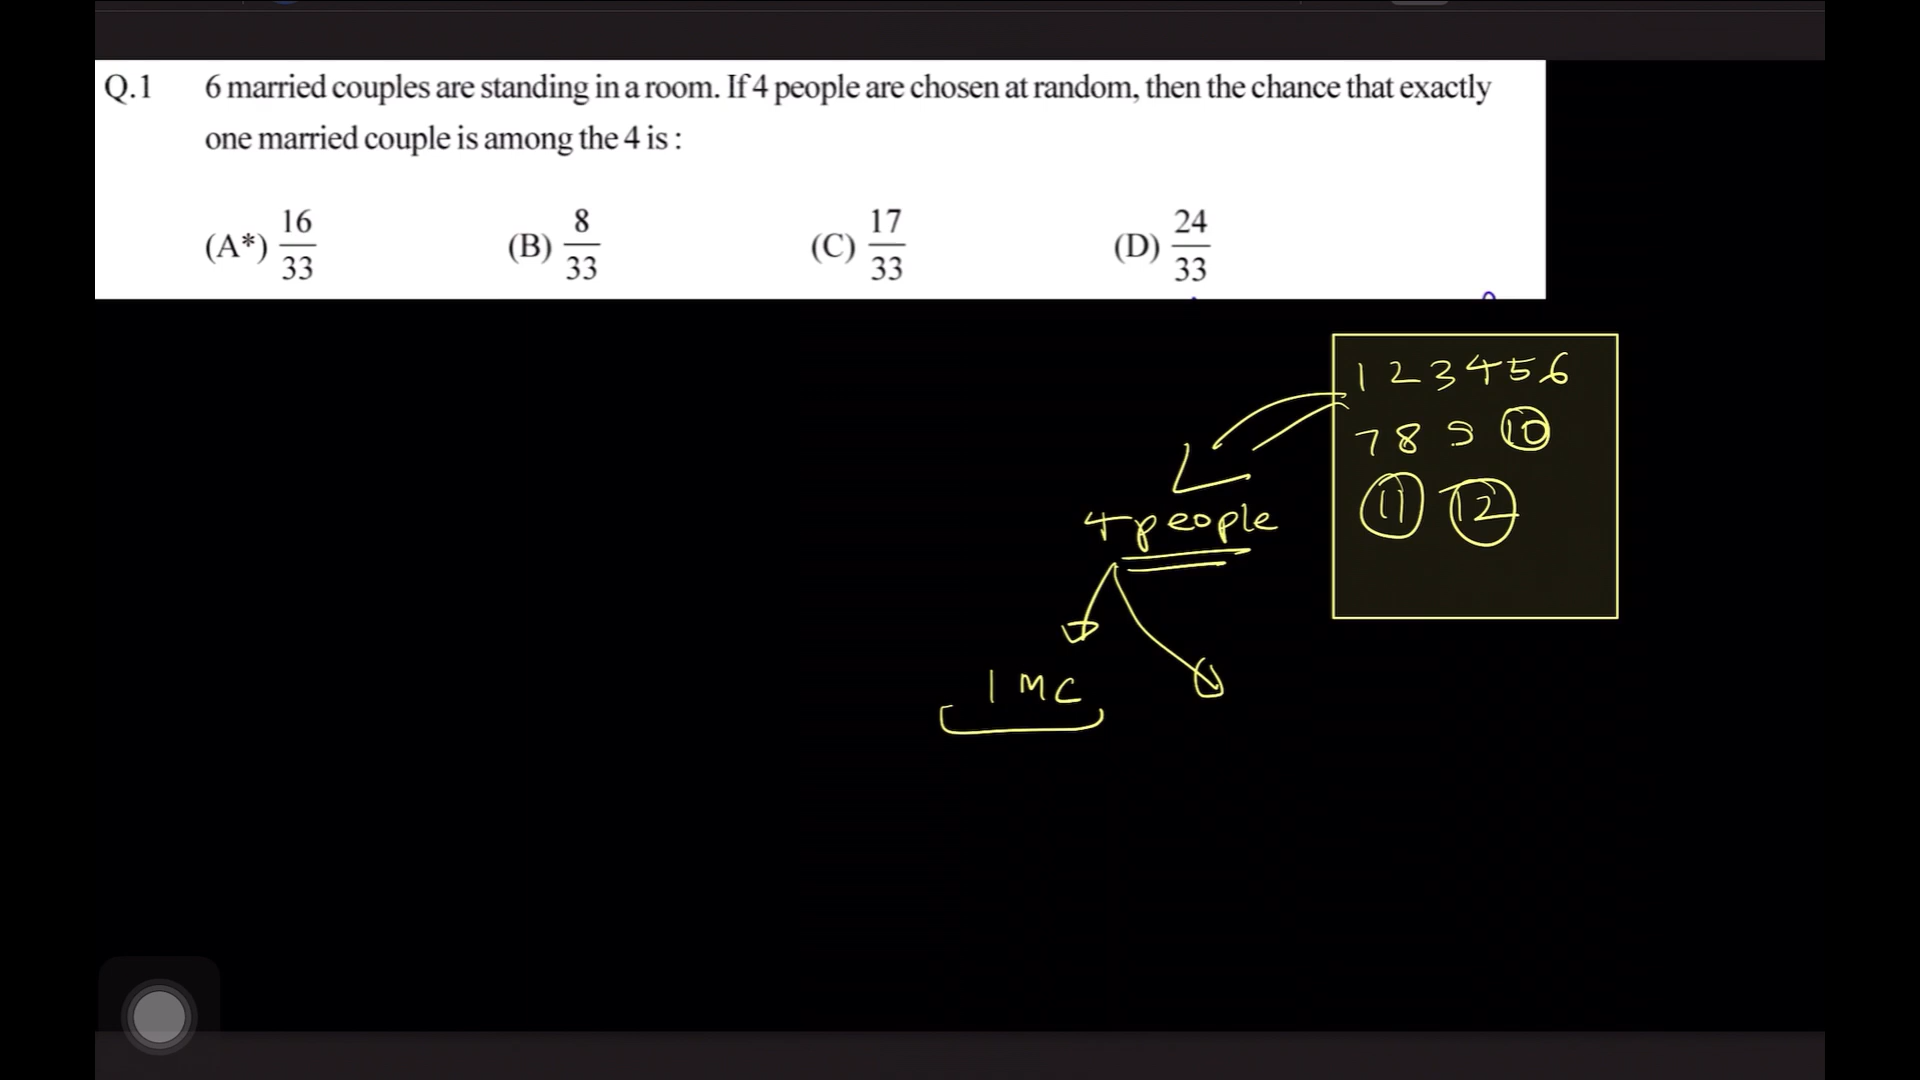 Q.1 6 married couples are standing in a room. If 4 people are chosen at random, then the chance that exactly
one married couple is among the 4 is :
(A*) 16/33 (B) 8/33 (C) 17/33 (D) 24/33
1 2 3 4 5 6
7 8 9 10
11 12
4 people
1 MC